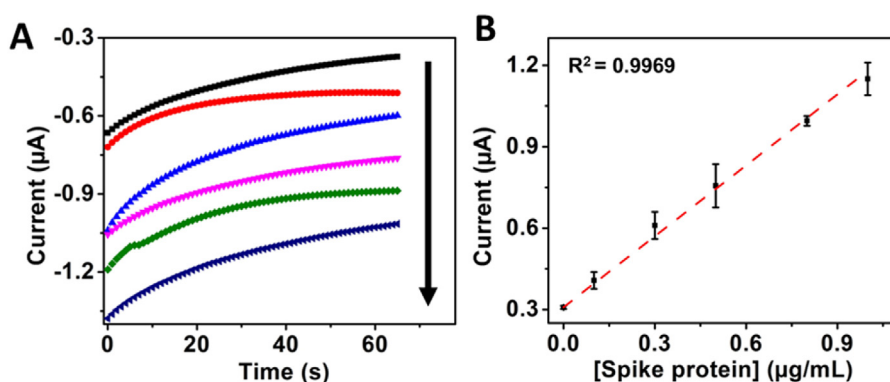 A
-0.3
-0.6
-0.9
-1.2
Current (µA)
0
20
40
60
Time (s)
B
R² = 0.9969
1.2
0.9
0.6
0.3
Current (µA)
0.0
0.3
0.6
0.9
[Spike protein] (µg/mL)